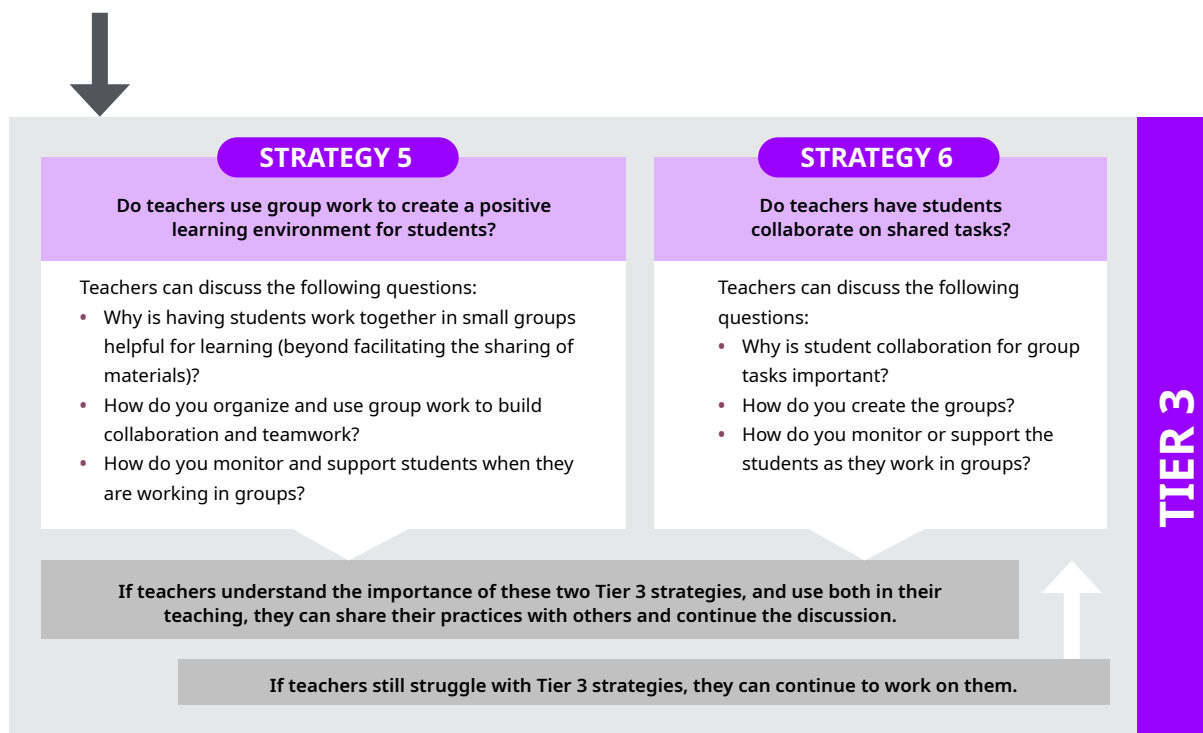 STRATEGY 5
Do teachers use group work to create a positive
learning environment for students?
Teachers can discuss the following questions:
• Why is having students work together in small groups
helpful for learning (beyond facilitating the sharing of
materials)?
• How do you organize and use group work to build
collaboration and teamwork?
• How do you monitor and support students when they
are working in groups?
STRATEGY 6
Do teachers have students
collaborate on shared tasks?
Teachers can discuss the following
questions:
• Why is student collaboration for group
tasks important?
• How do you create the groups?
• How do you monitor or support the
students as they work in groups?
If teachers understand the importance of these two Tier 3 strategies, and use both in their
teaching, they can share their practices with others and continue the discussion.
If teachers still struggle with Tier 3 strategies, they can continue to work on them.
TIER 3